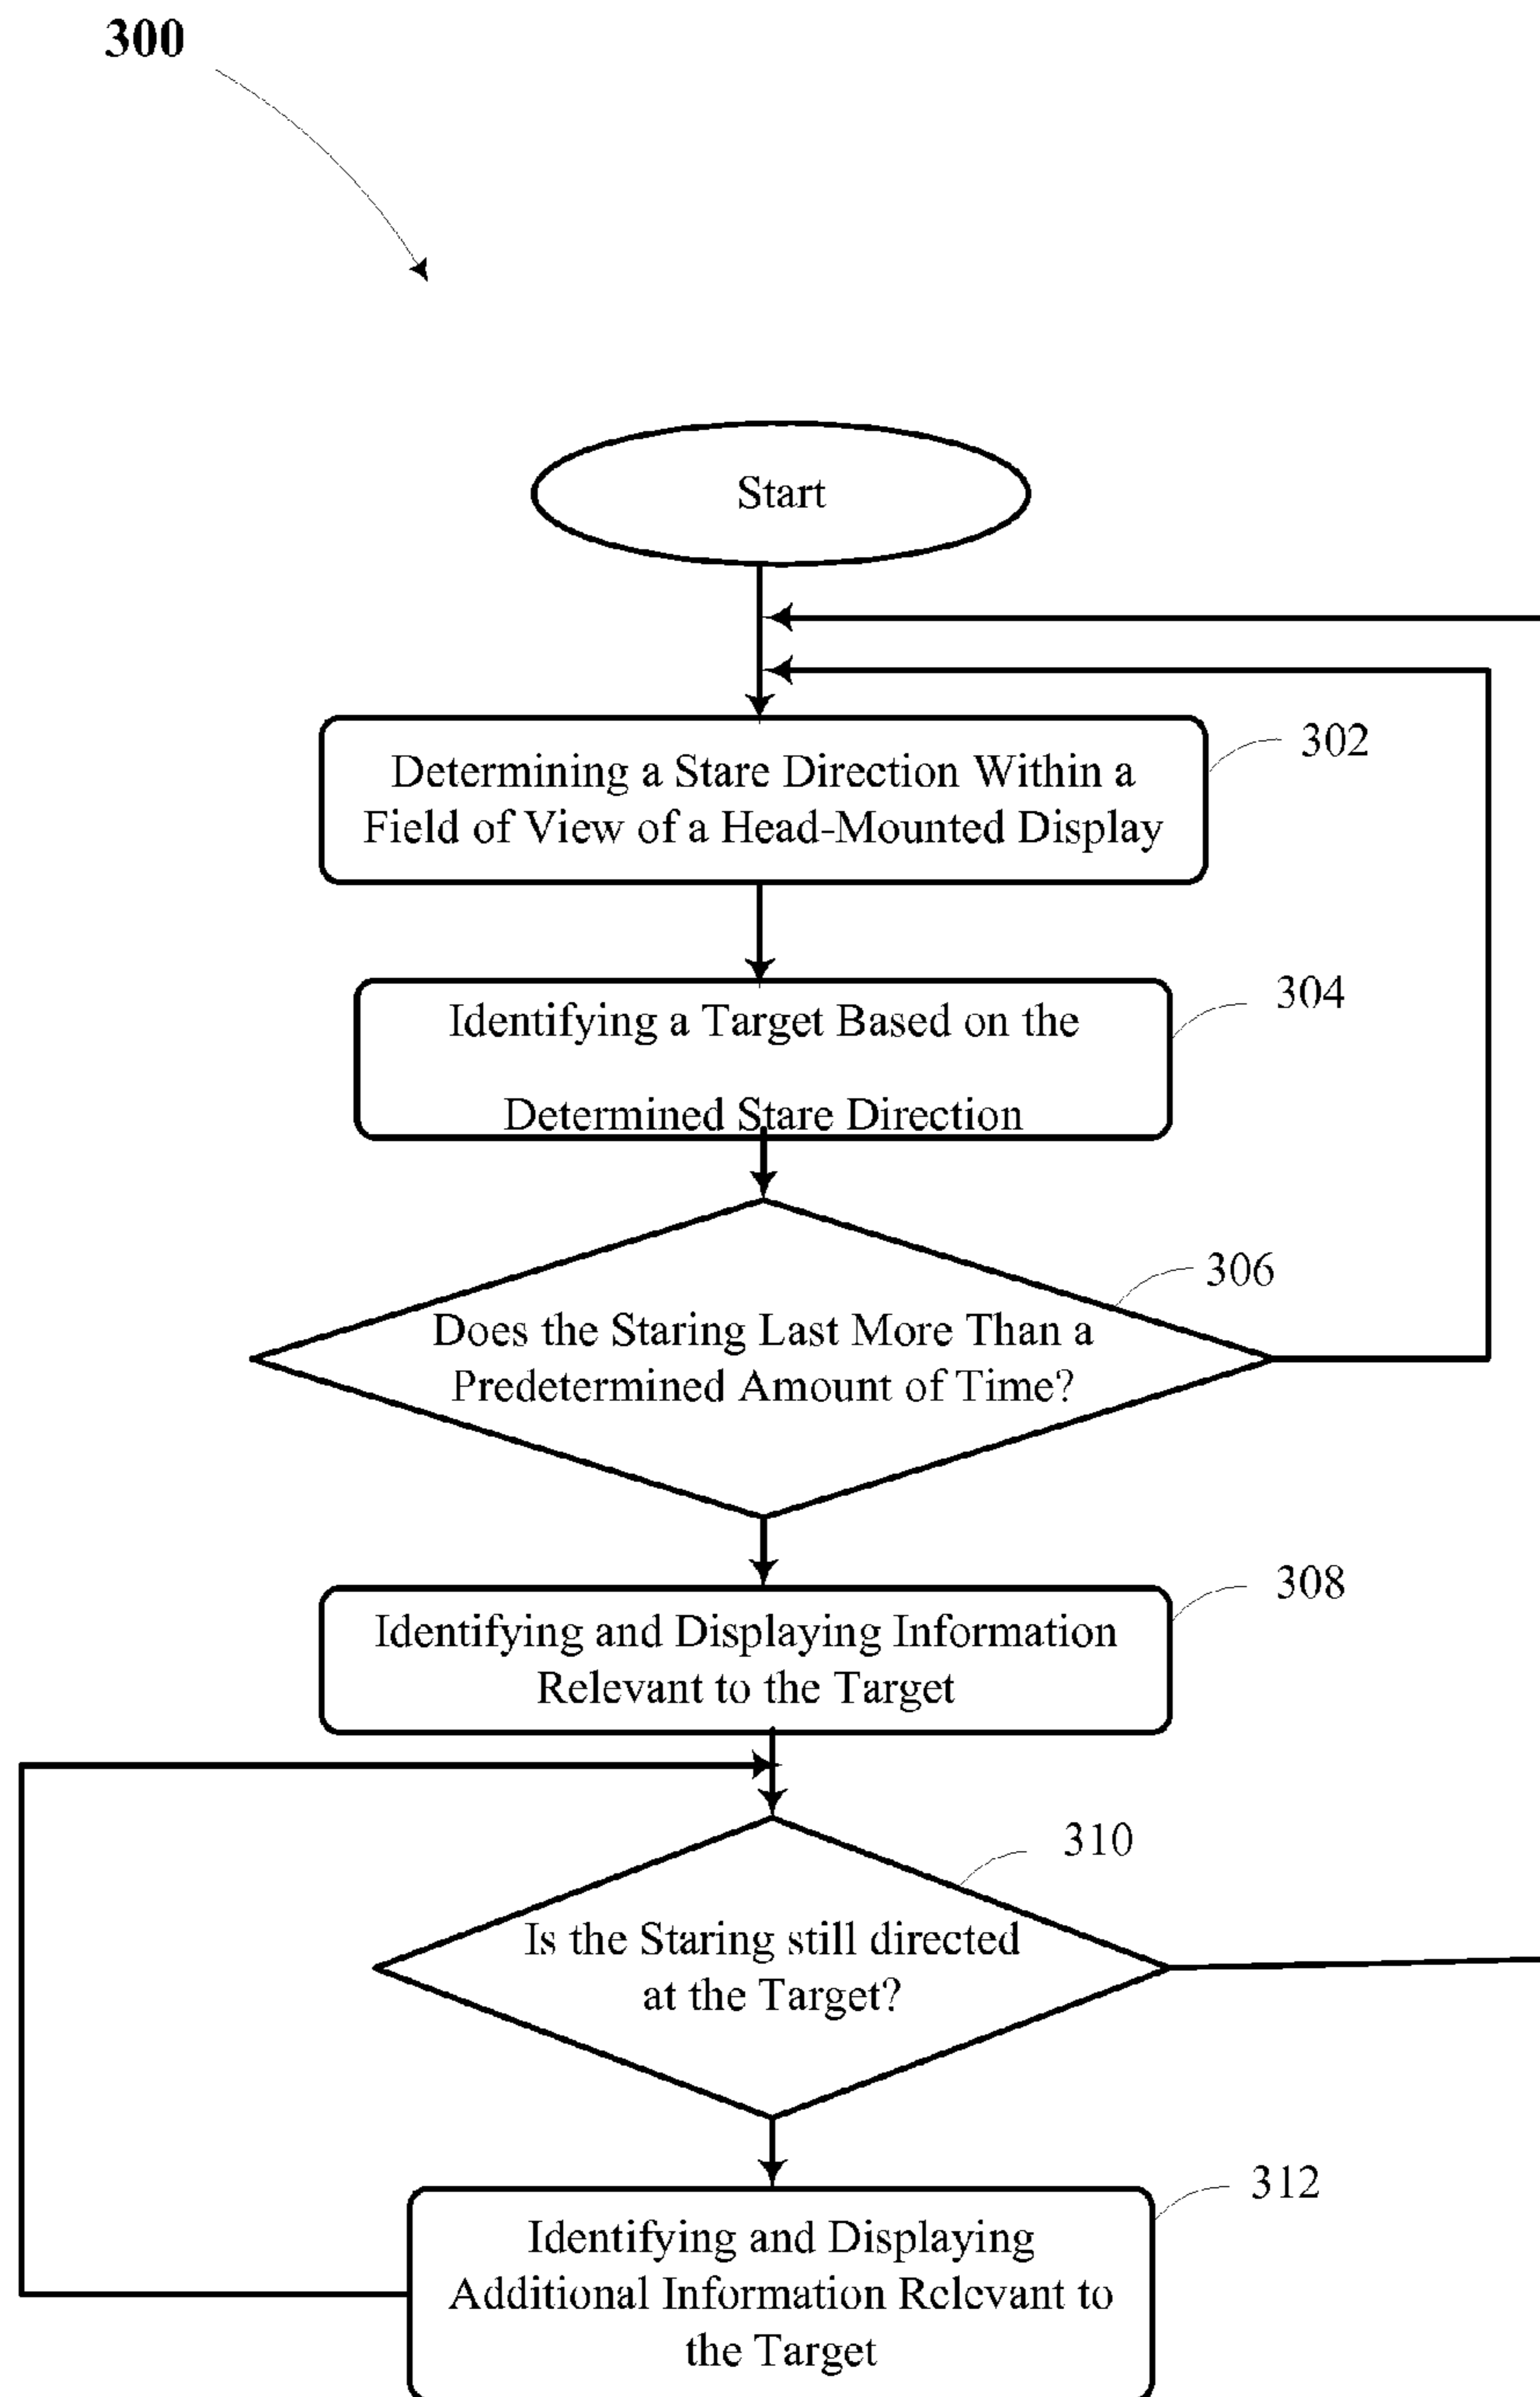 300
Start
302
Determining a Stare Direction Within a
Field of View of a Head-Mounted Display
304
Identifying a Target Based on the
Determined Stare Direction
306
Does the Staring Last More Than a
Predetermined Amount of Time?
308
Identifying and Displaying Information
Relevant to the Target
310
Is the Staring still directed
at the Target?
312
Identifying and Displaying
Additional Information Relevant to
the Target